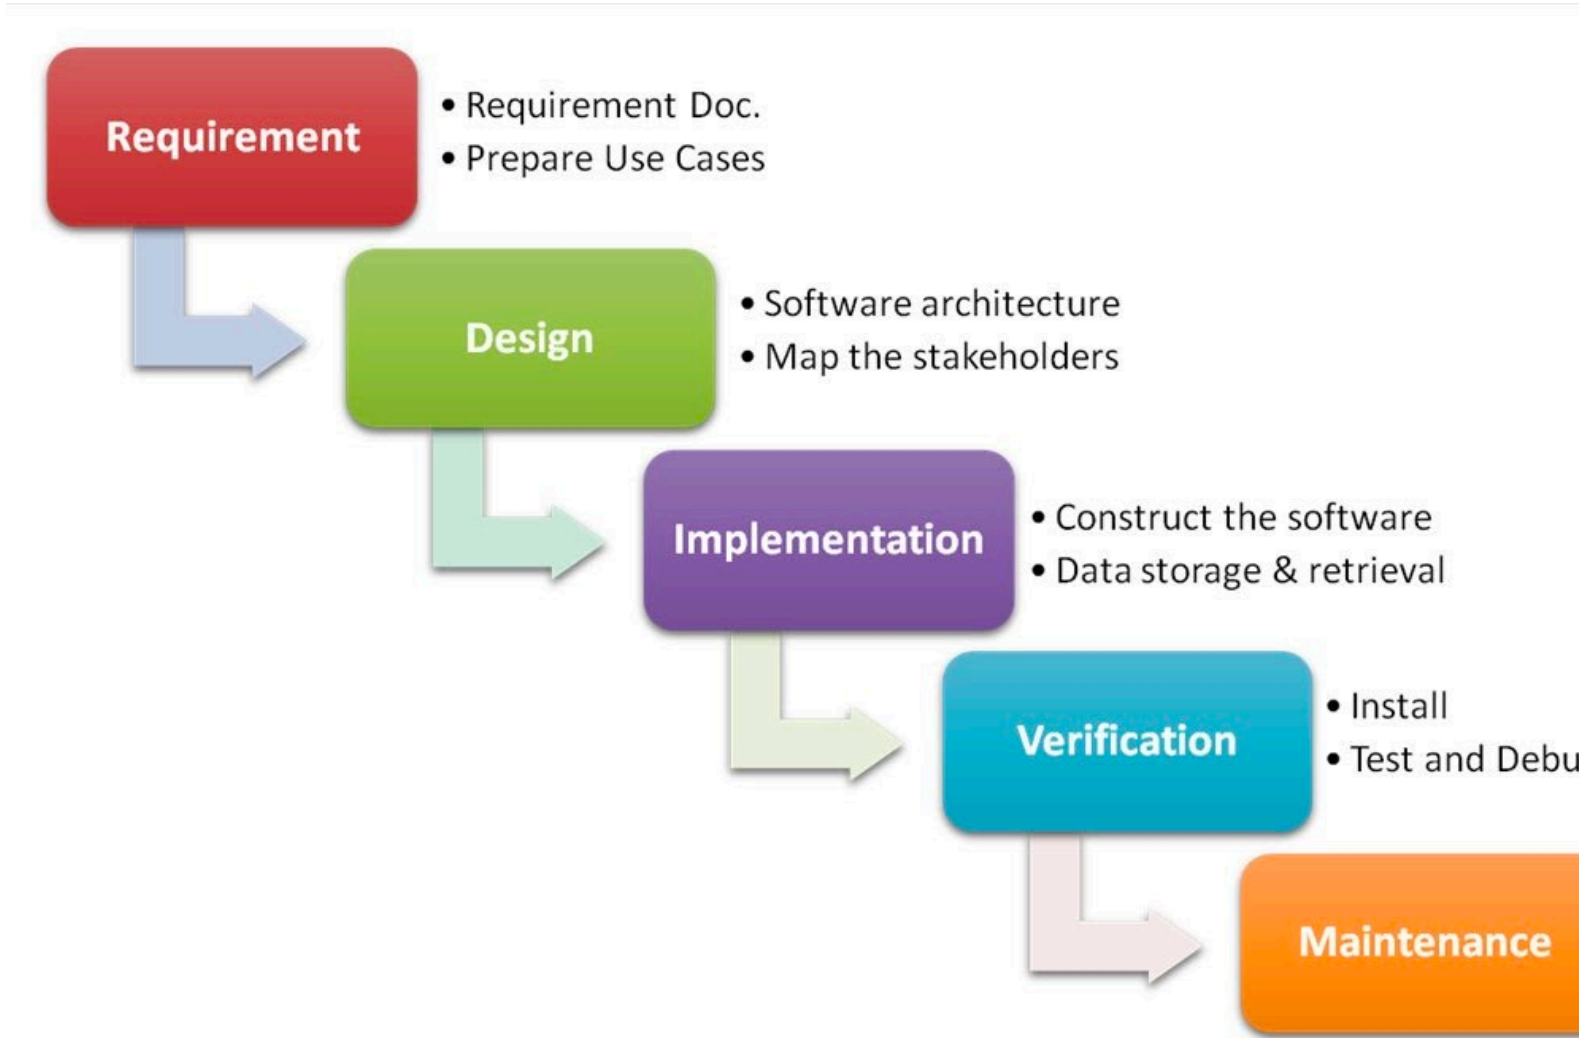 Requirement
• Requirement Doc.
• Prepare Use Cases
Design
• Software architecture
• Map the stakeholders
Implementation
• Construct the software
• Data storage & retrieval
Verification
• Install
• Test and Debu
Maintenance